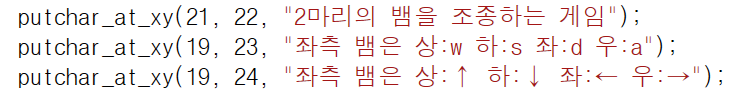 putchar_at_xy(21, 22, "2마리의 뱀을 조종하는 게임");
putchar_at_xy(19, 23, "좌측 뱀은 상:w 하:s 좌:d 우:a");
putchar_at_xy(19, 24, "좌측 뱀은 상:↑ 하:↓ 좌:← 우:→");